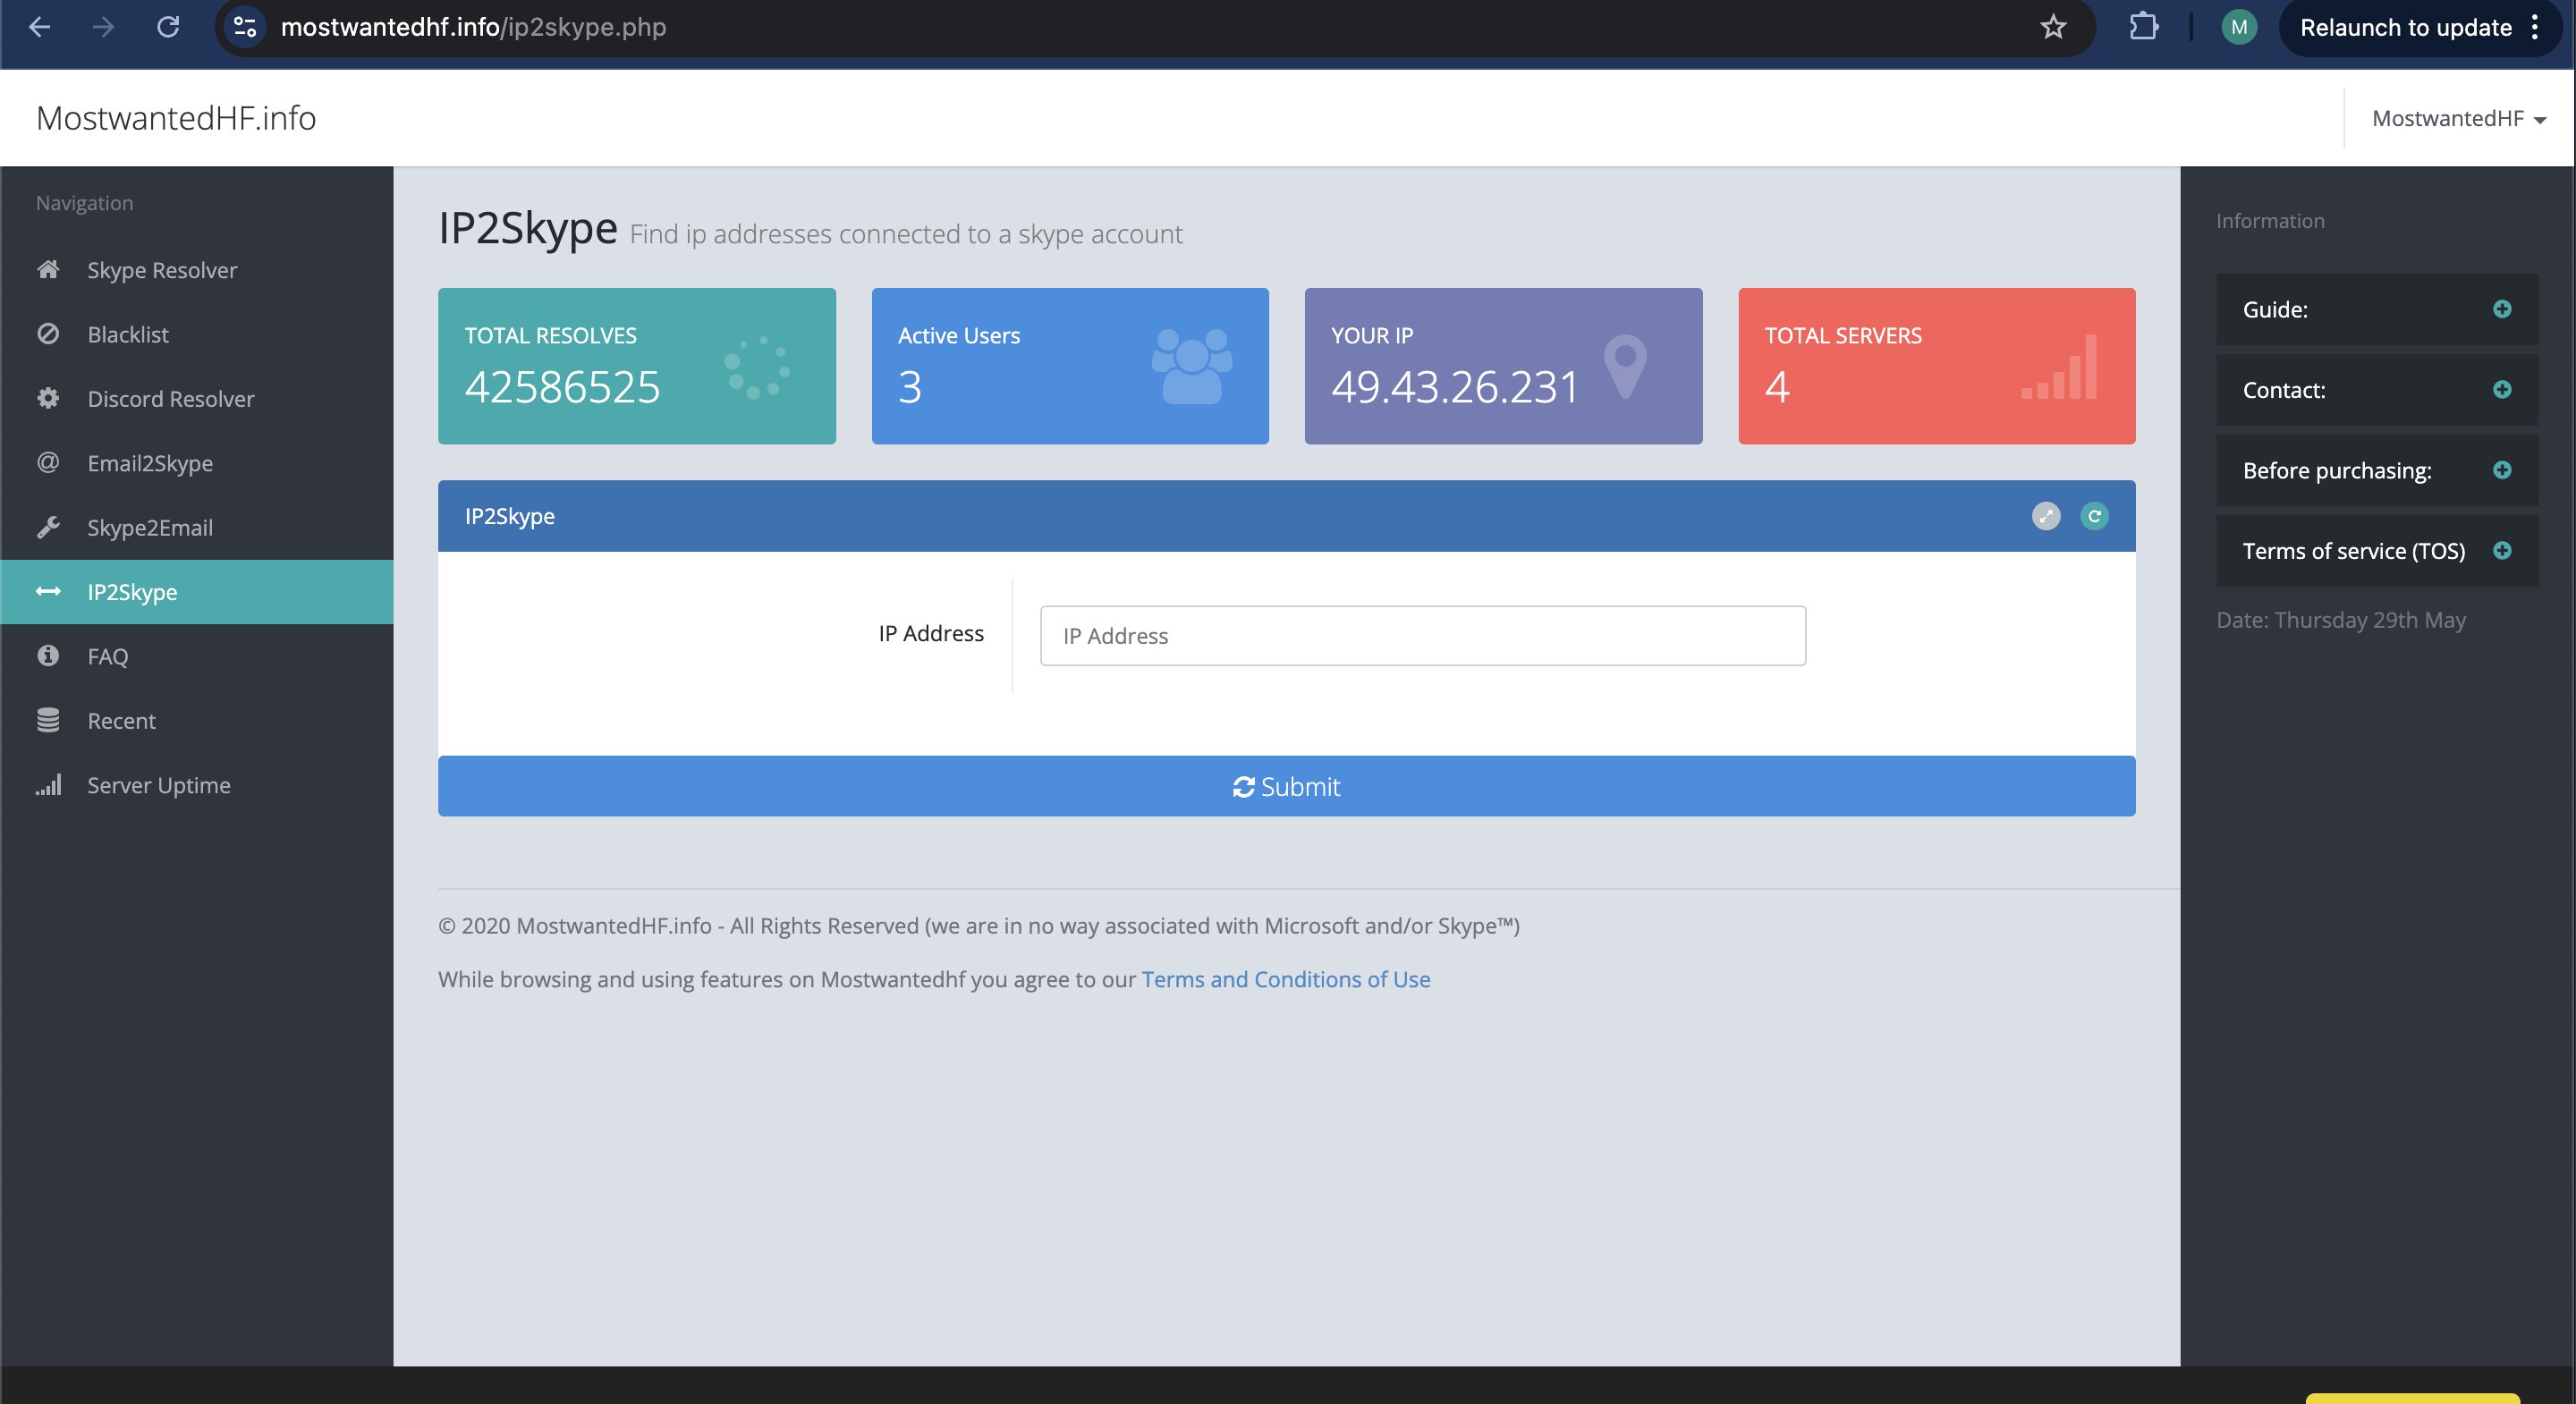 mostwantedhf.info/ip2skype.php
M
Relaunch to update
MostwantedHF.info
MostwantedHF
Navigation
Skype Resolver
Blacklist
Discord Resolver
Email2Skype
Skype2Email
IP2Skype
FAQ
Recent
Server Uptime
IP2Skype Find ip addresses connected to a skype account
TOTAL RESOLVES
42586525
Active Users
3
YOUR IP
49.43.26.231
TOTAL SERVERS
4
IP2Skype
IP Address
IP Address
Submit
© 2020 MostwantedHF.info - All Rights Reserved (we are in no way associated with Microsoft and/or Skype™)
While browsing and using features on Mostwantedhf you agree to our Terms and Conditions of Use
Information
Guide:
Contact:
Before purchasing:
Terms of service (TOS)
Date: Thursday 29th May